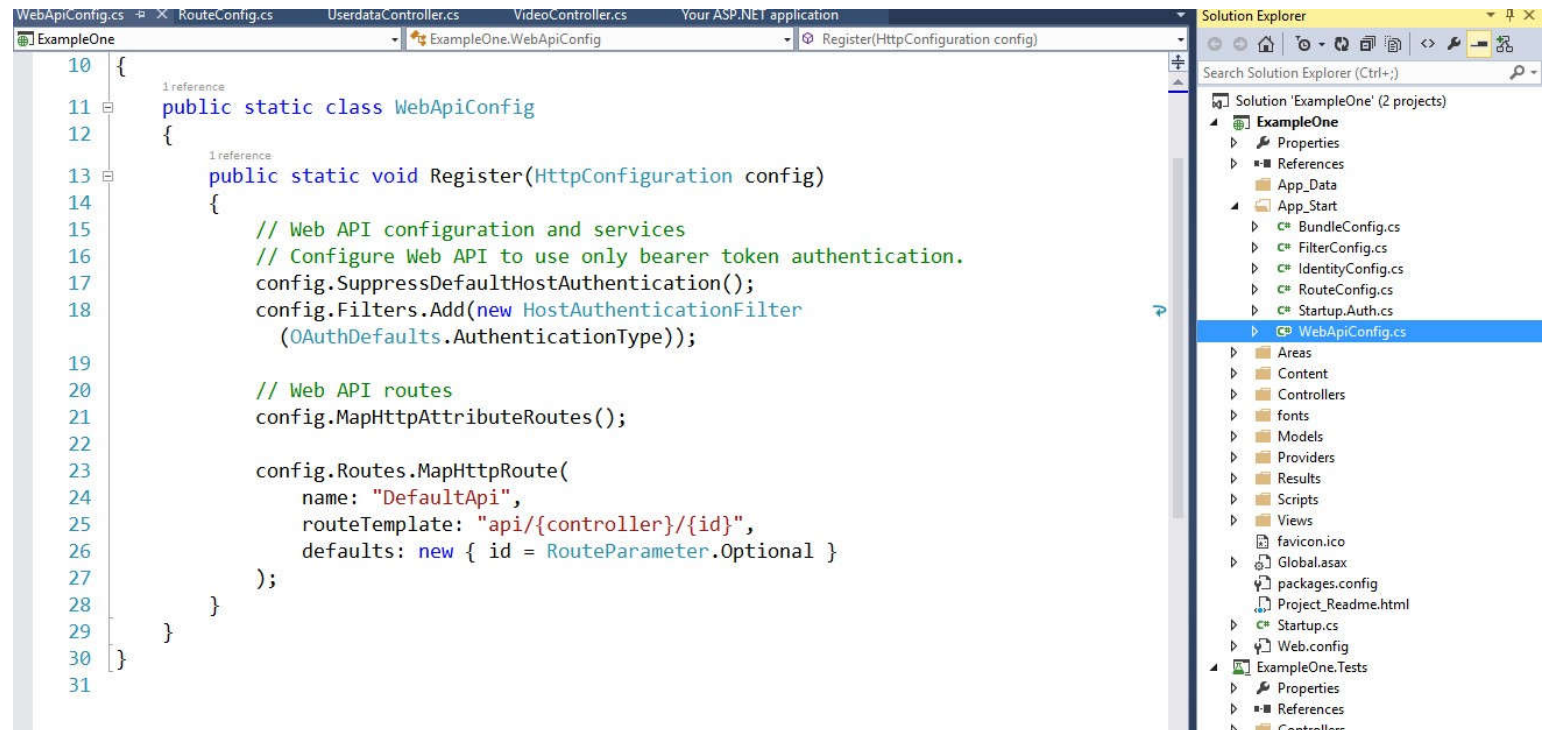 WebApiConfig.cs RouteConfig.cs UserdataController.cs VideoController.cs Your ASP.NET application
ExampleOne ExampleOne.WebApiConfig Register(HttpConfiguration config)
10 {
1 reference
11 public static class WebApiConfig
12 {
1 reference
13 public static void Register(HttpConfiguration config)
14 {
15 // Web API configuration and services
16 // Configure Web API to use only bearer token authentication.
17 config.SuppressDefaultHostAuthentication();
18 config.Filters.Add(new HostAuthenticationFilter
(OAuthDefaults.AuthenticationType));
19
20 // Web API routes
21 config.MapHttpAttributeRoutes();
22
23 config.Routes.MapHttpRoute(
24 name: "DefaultApi",
25 routeTemplate: "api/{controller}/{id}",
26 defaults: new { id = RouteParameter.Optional }
27 );
28 }
29 }
30 }
31
Solution Explorer
Search Solution Explorer (Ctrl+;)
Solution 'ExampleOne' (2 projects)
ExampleOne
Properties
References
App_Data
App_Start
C# BundleConfig.cs
C# FilterConfig.cs
C# IdentityConfig.cs
C# RouteConfig.cs
C# Startup.Auth.cs
C# WebApiConfig.cs
Areas
Content
Controllers
fonts
Models
Providers
Results
Scripts
Views
favicon.ico
Global.asax
packages.config
Project_Readme.html
C# Startup.cs
Web.config
ExampleOne.Tests
Properties
References
Controllers